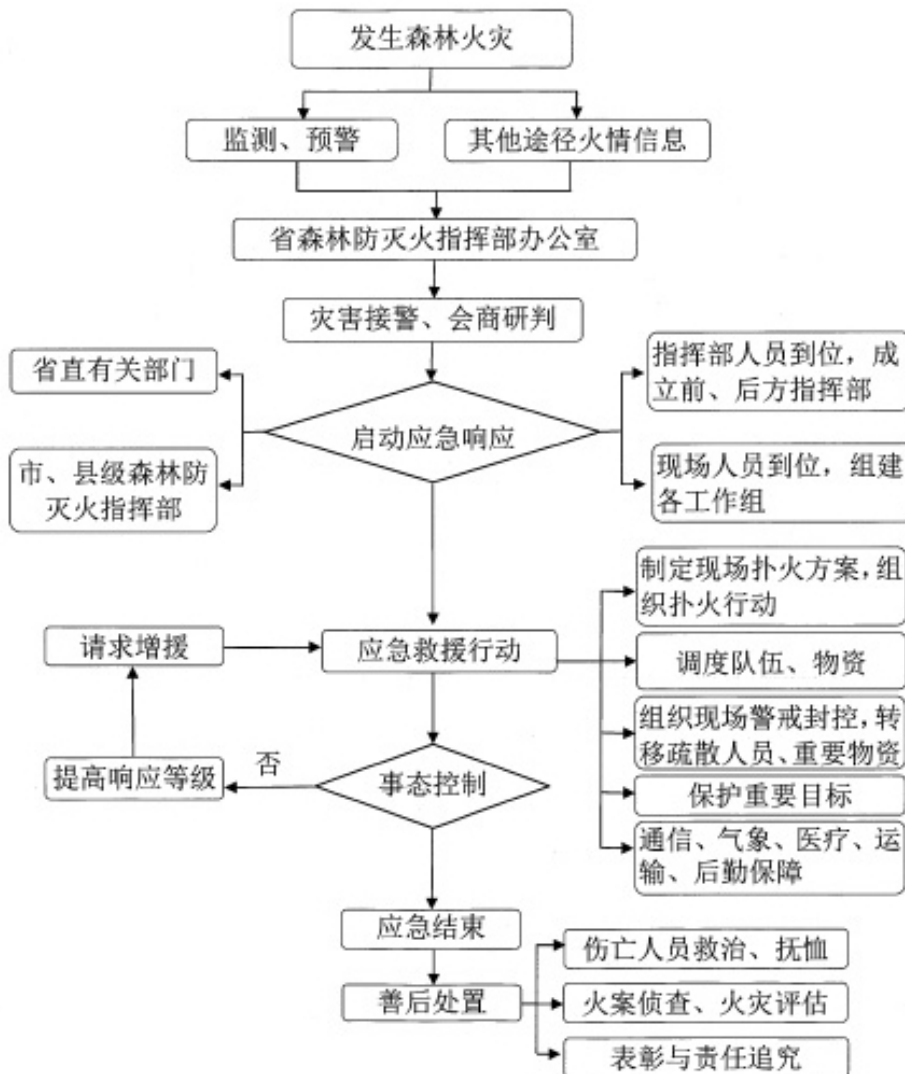 发生森林火灾
监测、预警
其他途径火情信息
省森林防灭火指挥部办公室
灾害接警、会商研判
省直有关部门
指挥部人员到位，成
立前、后方指挥部
启动应急响应
市、县级森林防
灭火指挥部
现场人员到位，组建
各工作组
制定现场扑火方案，组
织扑火行动
请求增援
应急救援行动
调度队伍、物资
组织现场警戒封控，转
移疏散人员、重要物资
提高响应等级
否
事态控制
保护重要目标
通信、气象、医疗、运
输、后勤保障
应急结束
伤亡人员救治、抚恤
善后处置
火案侦查、火灾评估
表彰与责任追究